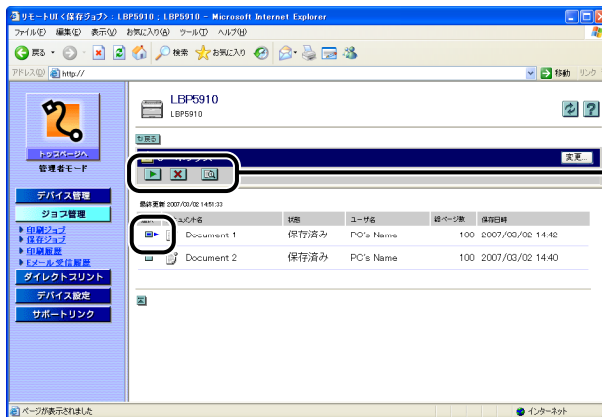 リモートUI <保存ジョブ> : LBP5910 ; LBP5910 - Microsoft Internet Explorer
ファイル(F) 編集(E) 表示(V) お気に入り(A) ツール(T) ヘルプ(H)
戻る 検索 お気に入り
アドレス(D) http:// 移動 リンク
LBP5910
LBP5910
戻る
トップページへ
管理者モード
変更...
デバイス管理
ジョブ管理
印刷ジョブ
保存ジョブ
印刷履歴
Eメール受信履歴
ダイレクトプリント
デバイス設定
サポートリンク
最終更新 2007/03/02 14:51:33
ドキュメント名 状態 ユーザ名 総ページ数 保存日時
Document 1 保存済み PC's Name 100 2007/03/02 14:42
Document 2 保存済み PC's Name 100 2007/03/02 14:40
ページが表示されました インターネット